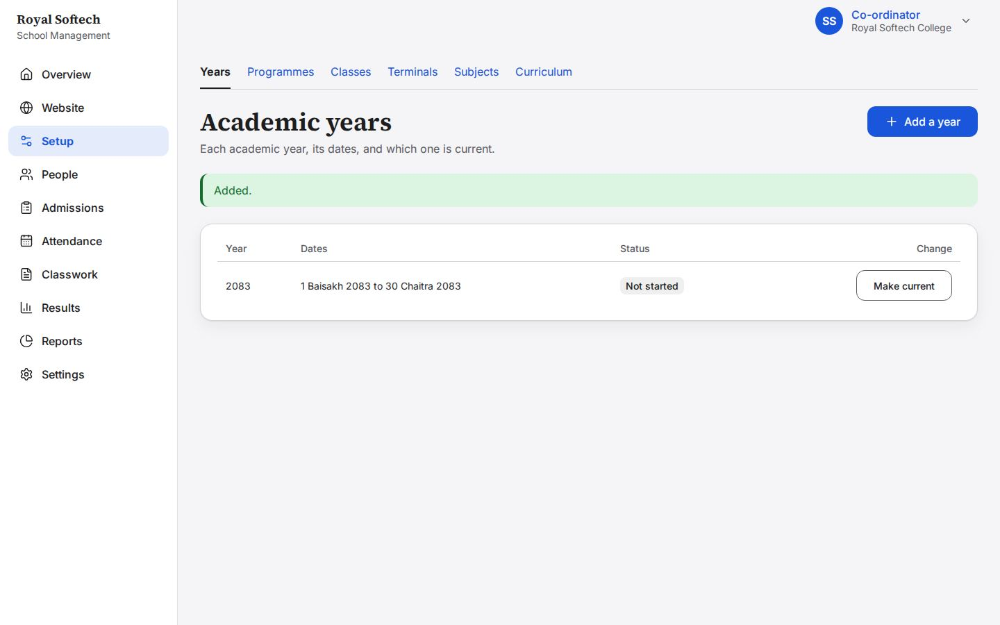 Royal Softech
School Management
Overview
Website
Setup
People
Admissions
Attendance
Classwork
Results
Reports
Settings
SS
Co-ordinator
Royal Softech College
Years Programmes Classes Terminals Subjects Curriculum
Academic years
Each academic year, its dates, and which one is current.
Add a year
Added.
Year Dates Status Change
2083 1 Baisakh 2083 to 30 Chaitra 2083 Not started Make current